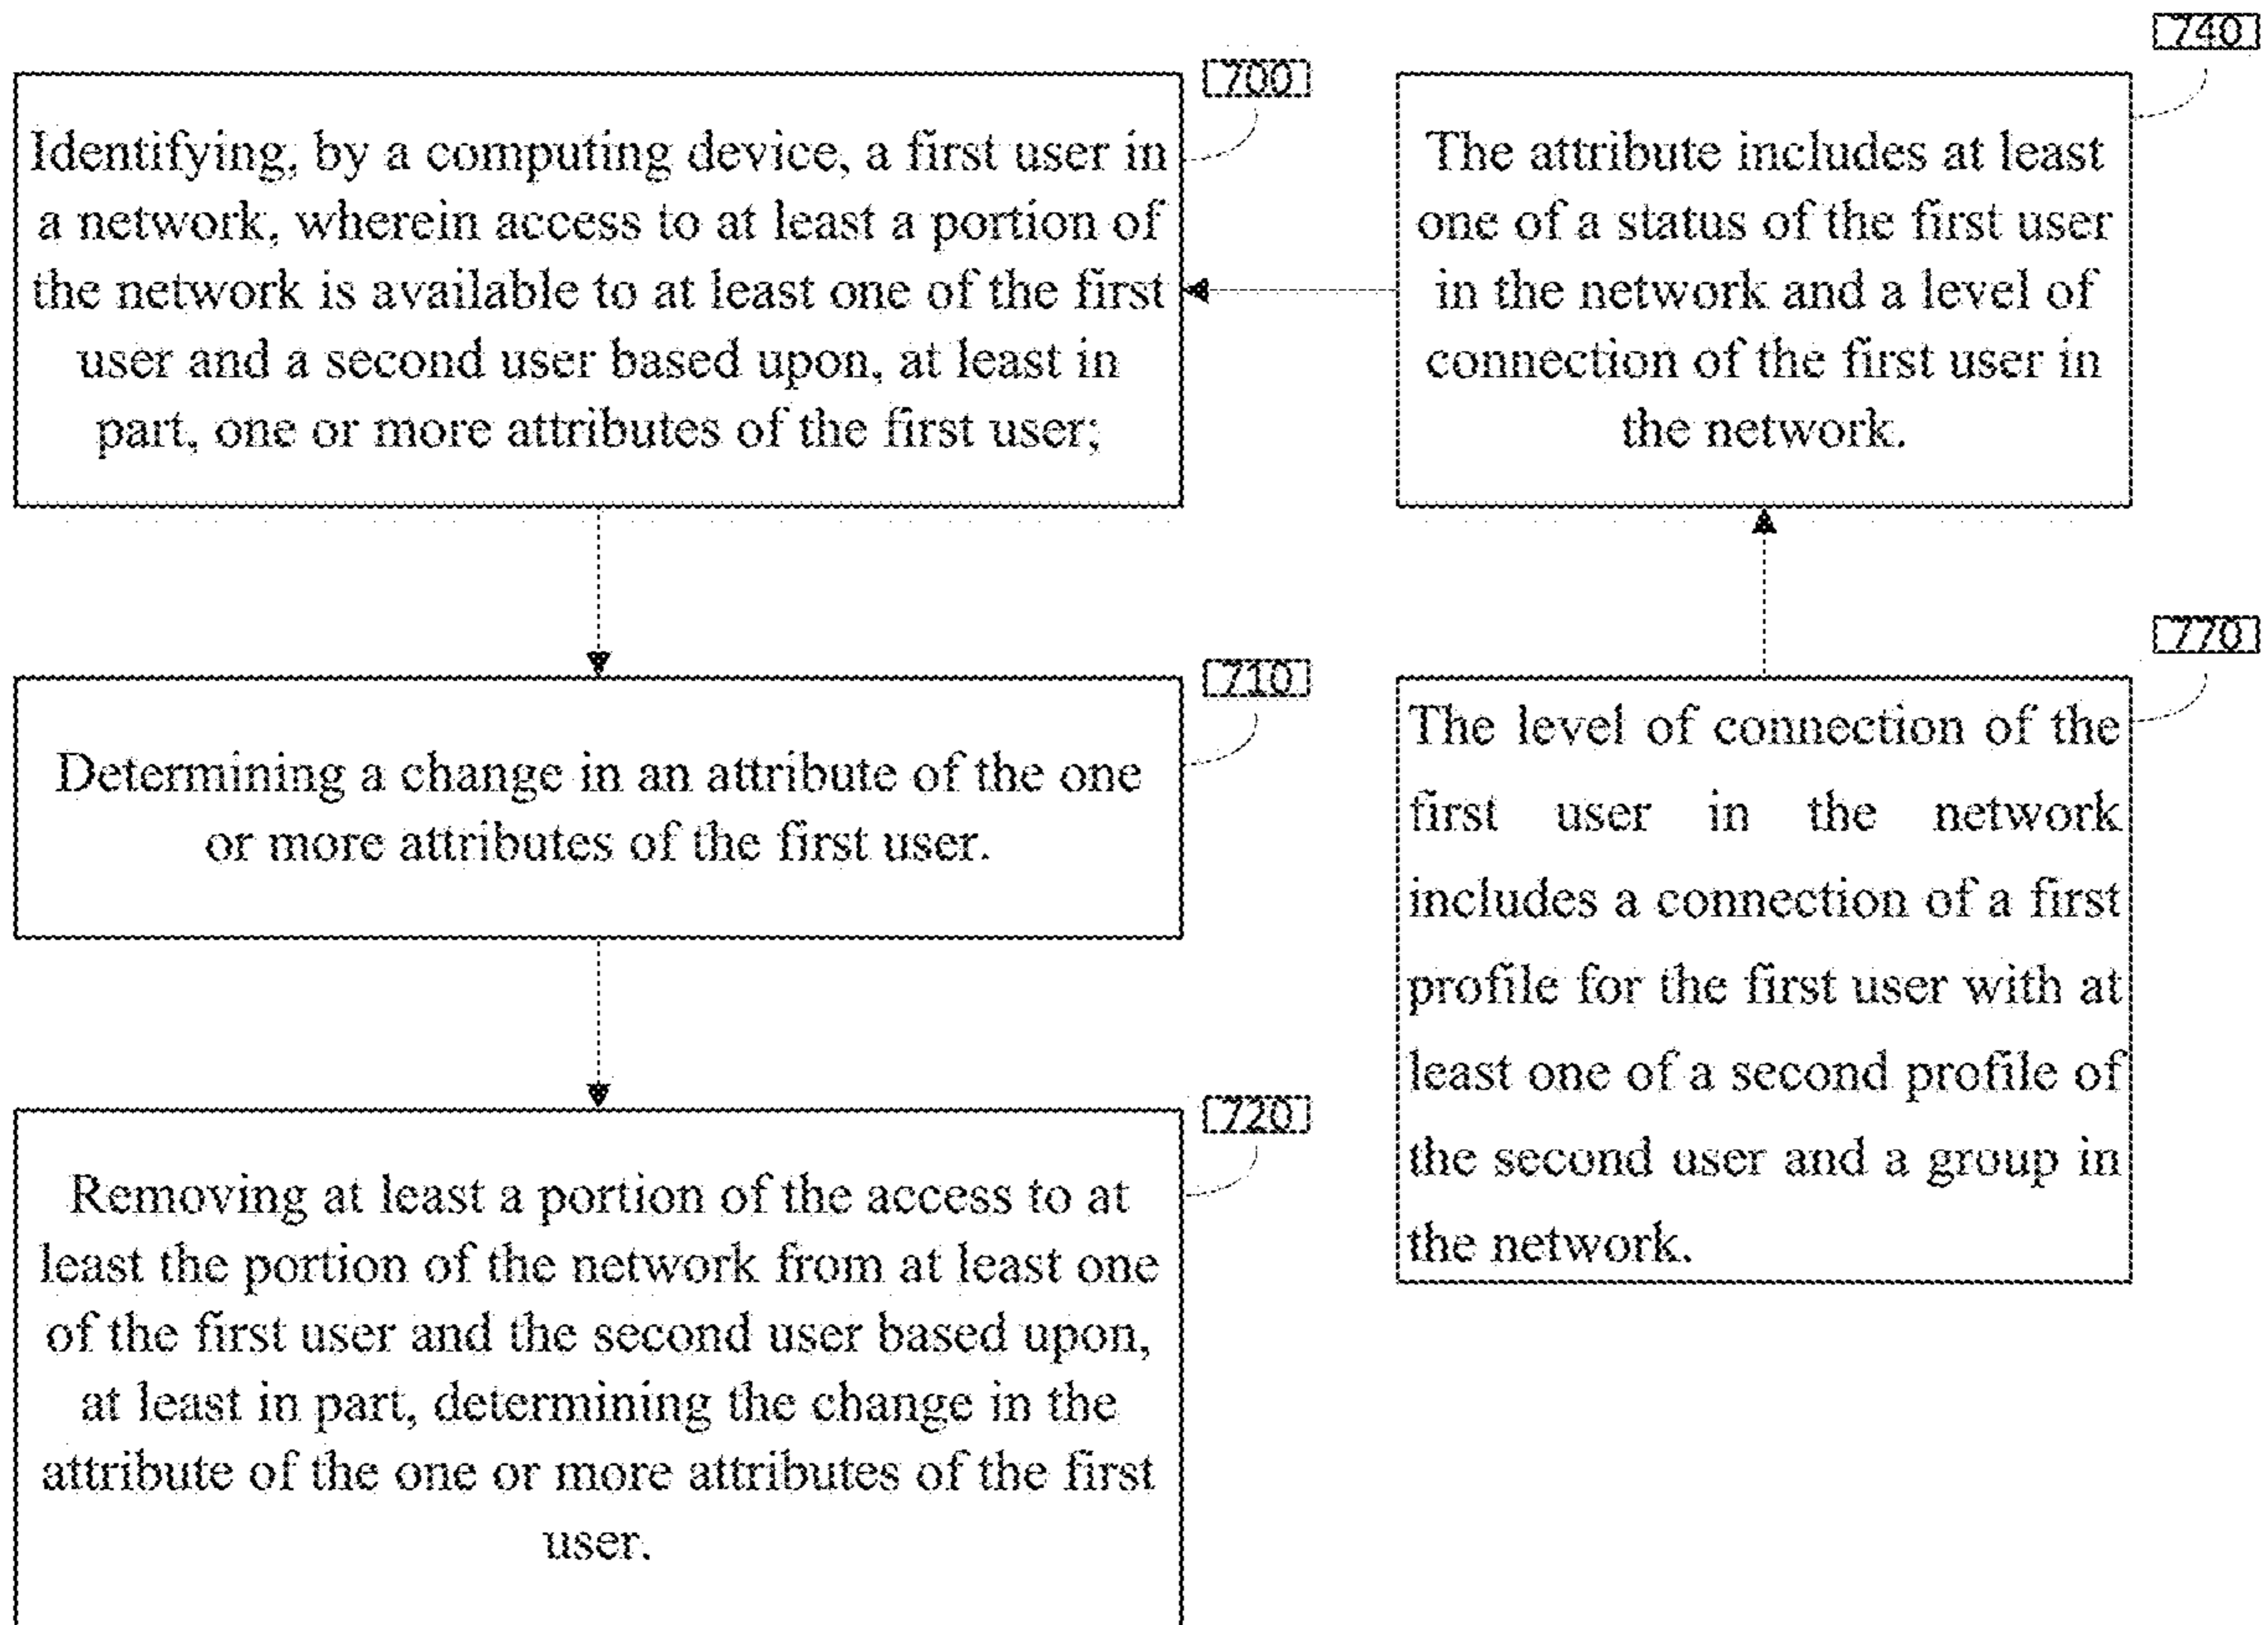 700
Identifying, by a computing device, a first user in
a network, wherein access to at least a portion of
the network is available to at least one of the first
user and a second user based upon, at least in
part, one or more attributes of the first user;
710
Determining a change in an attribute of the one
or more attributes of the first user.
720
Removing at least a portion of the access to at
least the portion of the network from at least one
of the first user and the second user based upon,
at least in part, determining the change in the
attribute of the one or more attributes of the first
user.
740
The attribute includes at least
one of a status of the first user
in the network and a level of
connection of the first user in
the network.
770
The level of connection of the
first user in the network
includes a connection of a first
profile for the first user with at
least one of a second profile of
the second user and a group in
the network.